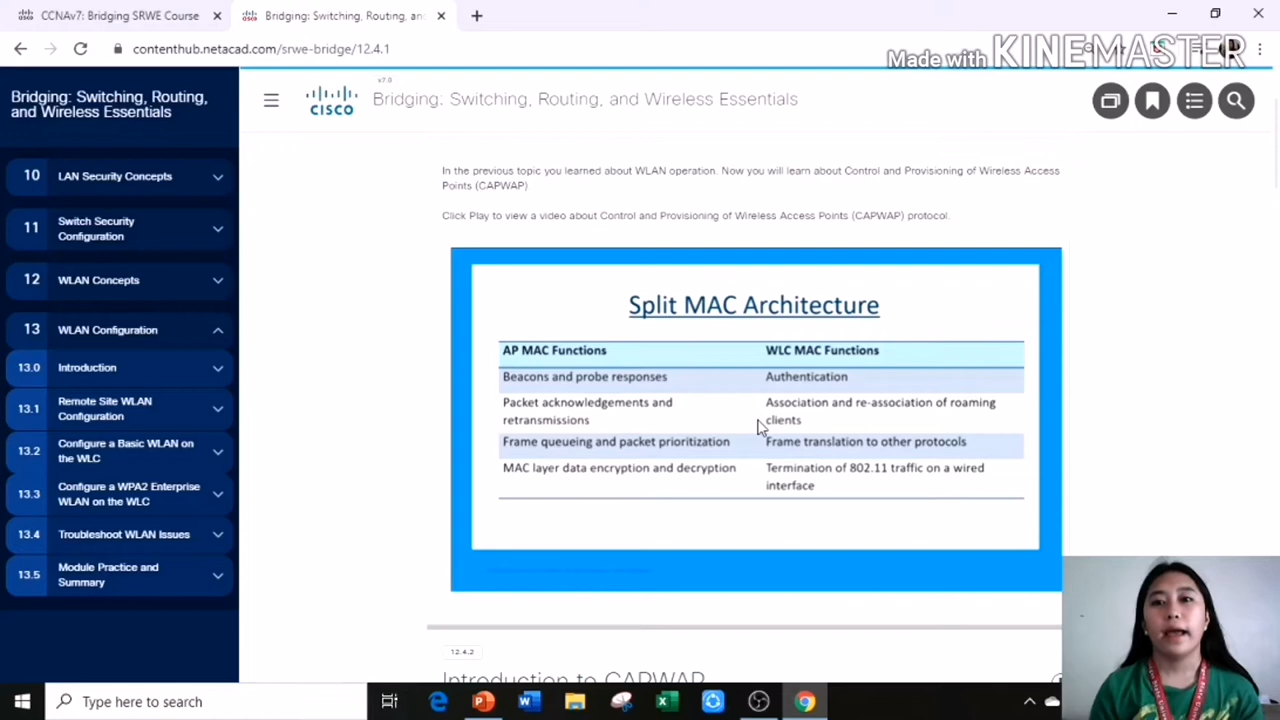 CCNAv7: Bridging SRWE Course
Bridging: Switching, Routing, an
contenthub.netacad.com/srwe-bridge/12.4.1
Made with KINEMASTER
Bridging: Switching, Routing,
and Wireless Essentials
v7.0
CISCO
Bridging: Switching, Routing, and Wireless Essentials
10 LAN Security Concepts
11 Switch Security
Configuration
12 WLAN Concepts
13 WLAN Configuration
13.0 Introduction
13.1 Remote Site WLAN
Configuration
13.2 Configure a Basic WLAN on
the WLC
13.3 Configure a WPA2 Enterprise
WLAN on the WLC
13.4 Troubleshoot WLAN Issues
13.5 Module Practice and
Summary
In the previous topic you learned about WLAN operation. Now you will learn about Control and Provisioning of Wireless Access
Points (CAPWAP)
Click Play to view a video about Control and Provisioning of Wireless Access Points (CAPWAP) protocol.
Split MAC Architecture
AP MAC Functions WLC MAC Functions
Beacons and probe responses Authentication
Packet acknowledgements and Association and re-association of roaming
retransmissions clients
Frame queueing and packet prioritization Frame translation to other protocols
MAC layer data encryption and decryption Termination of 802.11 traffic on a wired
interface
12.4.2
Introduction to CAPWAP
Type here to search